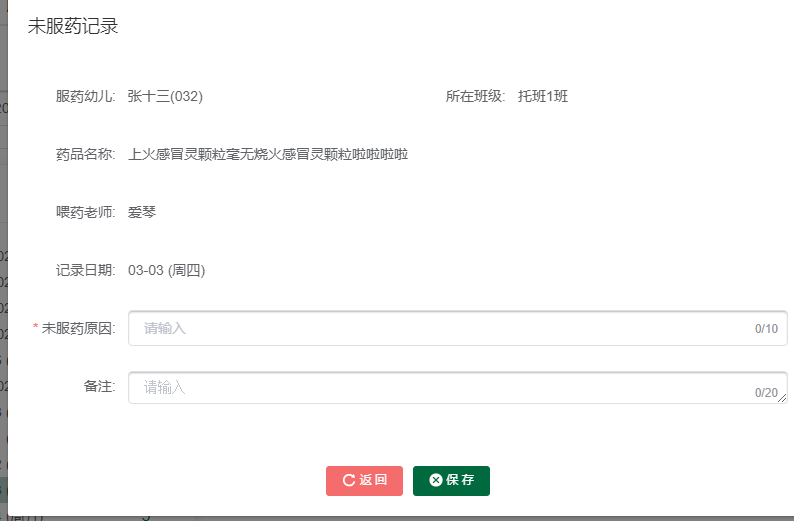 未服药记录
服药幼儿: 张十三(032) 所在班级: 托班1班
药品名称: 上火感冒灵颗粒毫无烧火感冒灵颗粒啦啦啦啦
喂药老师: 爱琴
记录日期: 03-03 (周四)
* 未服药原因: 请输入 0/10
备注: 请输入 0/20
返回 保存